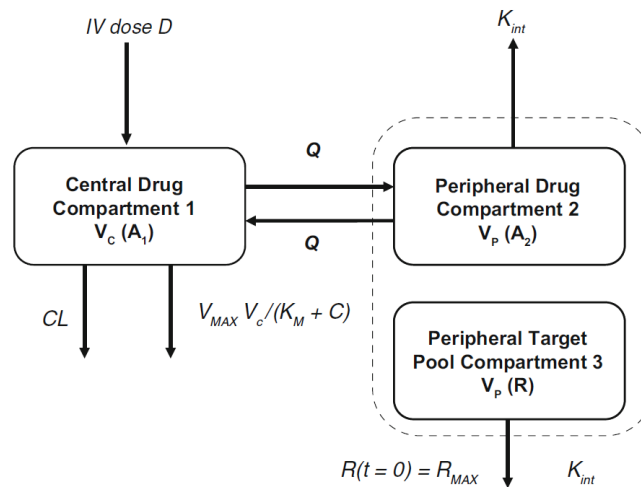 IV dose D
K_int
Q
Central Drug
Compartment 1
V_C (A_1)
Peripheral Drug
Compartment 2
V_P (A_2)
Q
CL
V_MAX V_c/(K_M + C)
Peripheral Target
Pool Compartment 3
V_P (R)
R(t = 0) = R_MAX
K_int